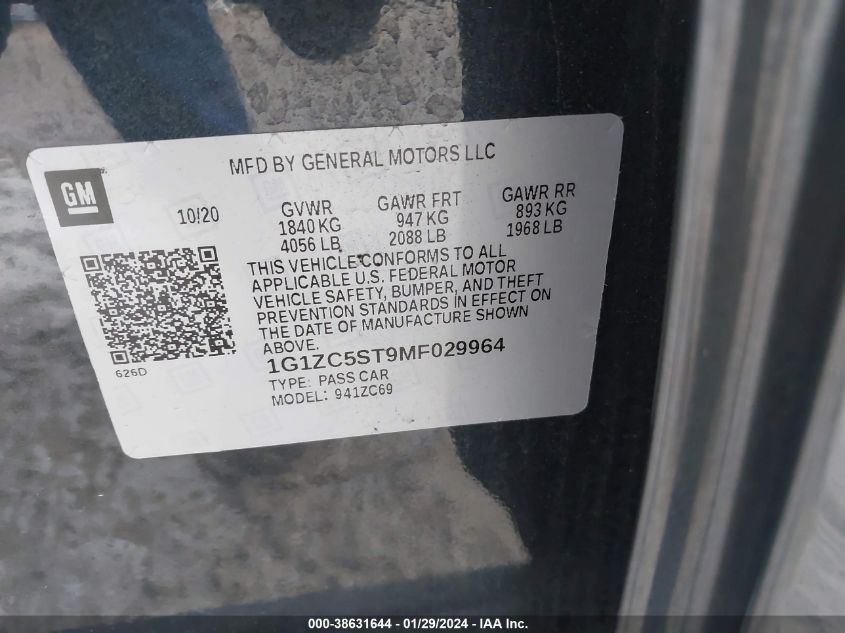 MFD BY GENERAL MOTORS LLC
GM
10/20
GVWR
1840 KG
4056 LB
GAWR FRT
947 KG
2088 LB
GAWR RR
893 KG
1968 LB
THIS VEHICLE CONFORMS TO ALL
APPLICABLE U.S. FEDERAL MOTOR
VEHICLE SAFETY, BUMPER, AND THEFT
PREVENTION STANDARDS IN EFFECT ON
THE DATE OF MANUFACTURE SHOWN
ABOVE.
626D
1G1ZC5ST9MF029964
TYPE: PASS CAR
MODEL: 941ZC69
000-38631644 — 01/29/2024 — IAA Inc.